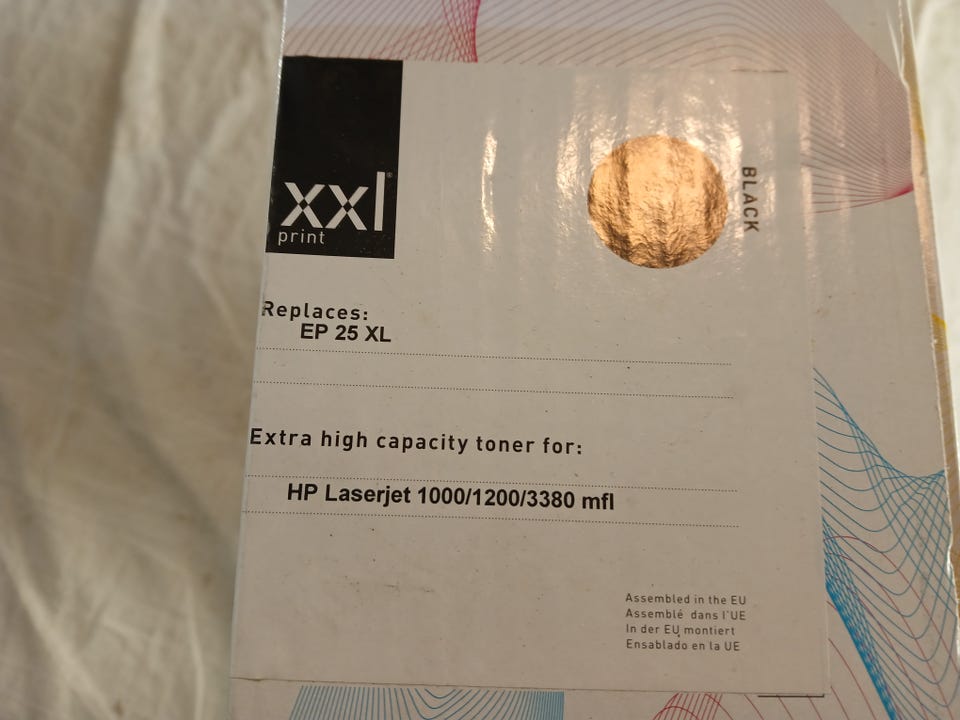 xxl®
print
BLACK
Replaces:
EP 25 XL
Extra high capacity toner for:
HP Laserjet 1000/1200/3380 mfl
Assembled in the EU
Assemblé dans l'UE
In der EU montiert
Ensablado en la UE